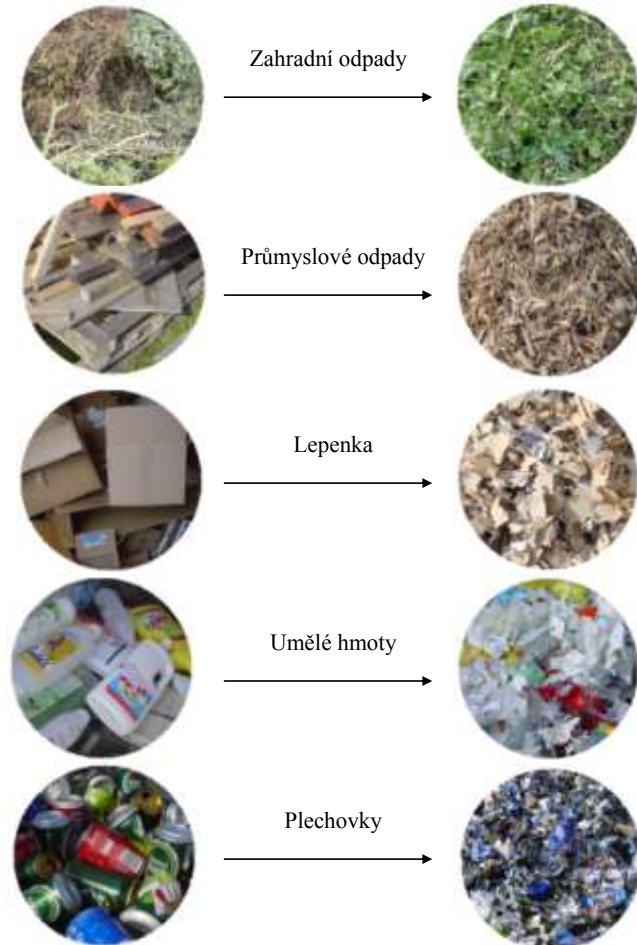 Zahradní odpady
Průmyslové odpady
Lepenka
Umělé hmoty
Plechovky